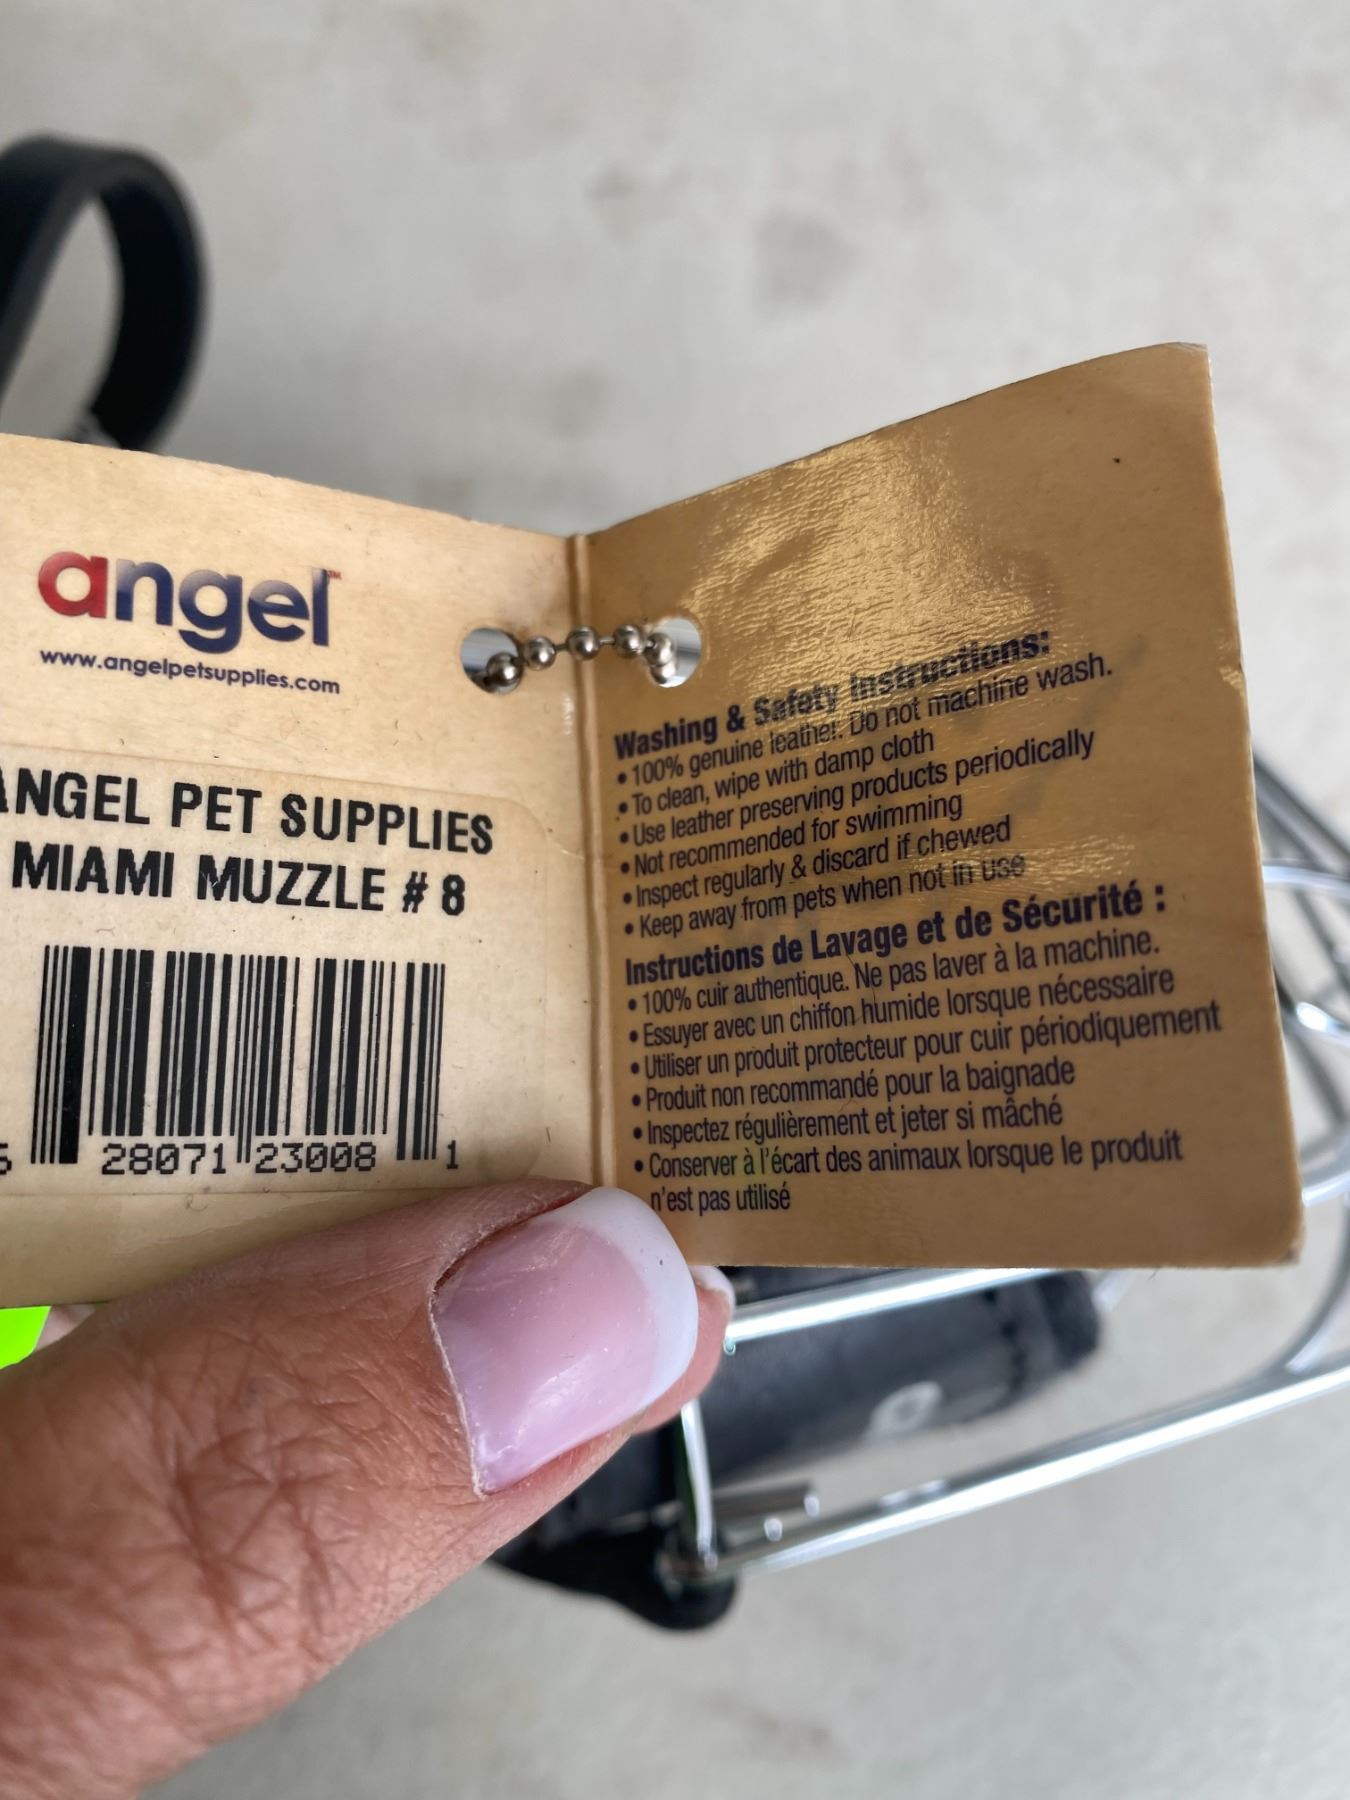 angel™
www.angelpetsupplies.com
ANGEL PET SUPPLIES
MIAMI MUZZLE # 8
28071 23008 1
Washing & Safety Instructions:
• 100% genuine leather. Do not machine wash.
• To clean, wipe with damp cloth
• Use leather preserving products periodically
• Not recommended for swimming
• Inspect regularly & discard if chewed
• Keep away from pets when not in use
Instructions de Lavage et de Sécurité :
• 100% cuir authentique. Ne pas laver à la machine.
• Essuyer avec un chiffon humide lorsque nécessaire
• Utiliser un produit protecteur pour cuir périodiquement
• Produit non recommandé pour la baignade
• Inspectez régulièrement et jeter si mâché
• Conserver à l'écart des animaux lorsque le produit
n'est pas utilisé